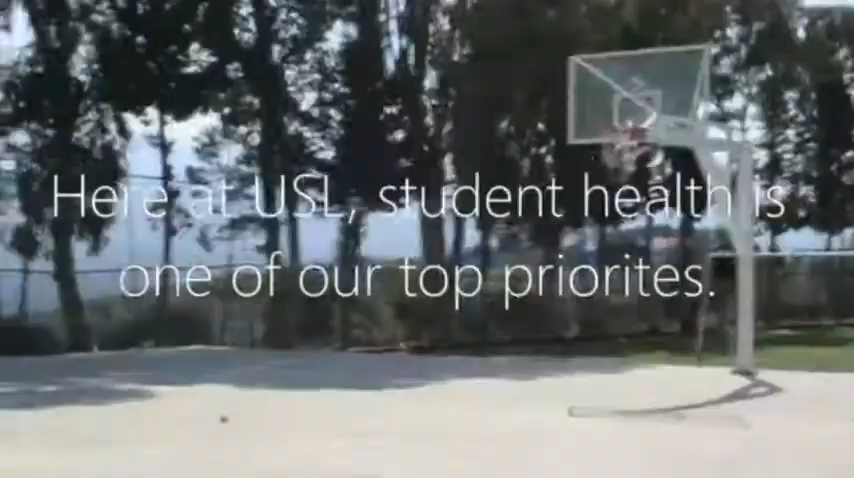 Here at USL, student health is
one of our top priorites.